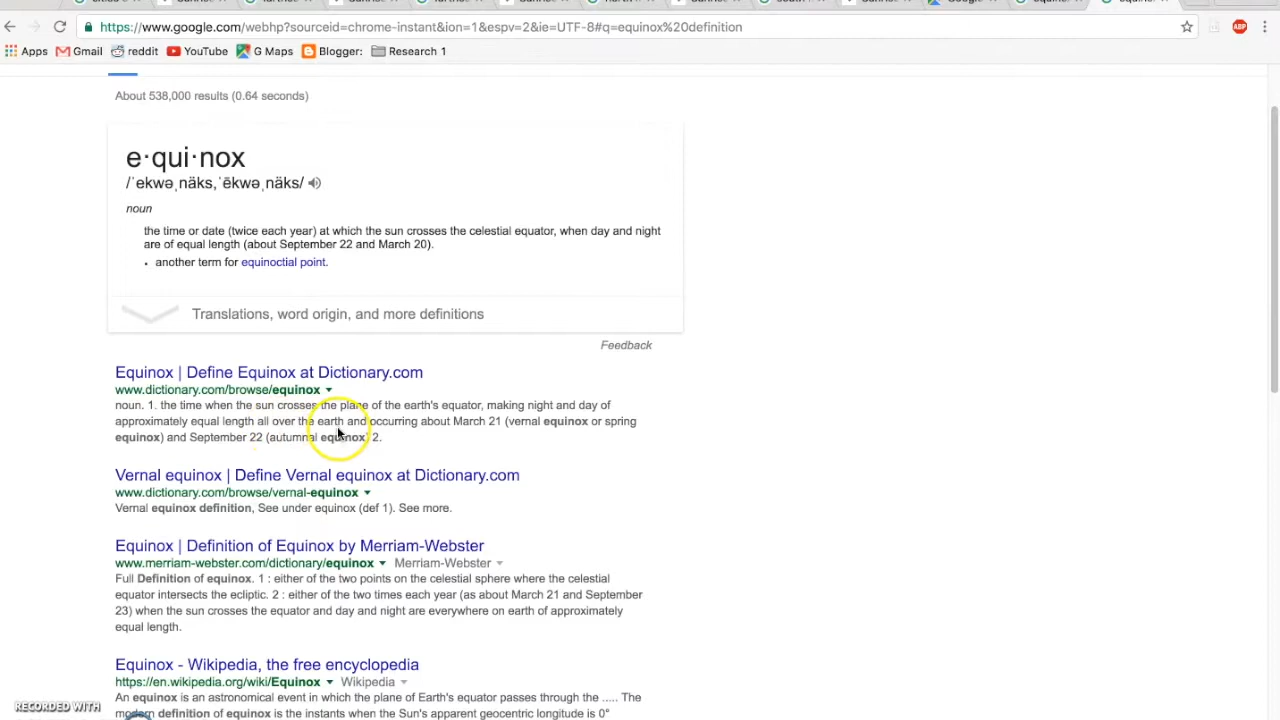 https://www.google.com/webhp?sourceid=chrome-instant&ion=1&espv=2&ie=UTF-8#q=equinox%20definition
ABP
Apps Gmail reddit YouTube G Maps Blogger: Research 1
About 538,000 results (0.64 seconds)
e·qui·nox
/ˈekwəˌnäks,ˈēkwəˌnäks/
noun
the time or date (twice each year) at which the sun crosses the celestial equator, when day and night
are of equal length (about September 22 and March 20).
• another term for equinoctial point.
Translations, word origin, and more definitions
Feedback
Equinox | Define Equinox at Dictionary.com
www.dictionary.com/browse/equinox
noun. 1. the time when the sun crosses the plane of the earth's equator, making night and day of
approximately equal length all over the earth and occurring about March 21 (vernal equinox or spring
equinox) and September 22 (autumnal equinox) 2.
Vernal equinox | Define Vernal equinox at Dictionary.com
www.dictionary.com/browse/vernal-equinox
Vernal equinox definition, See under equinox (def 1). See more.
Equinox | Definition of Equinox by Merriam-Webster
www.merriam-webster.com/dictionary/equinox Merriam-Webster
Full Definition of equinox. 1 : either of the two points on the celestial sphere where the celestial
equator intersects the ecliptic. 2 : either of the two times each year (as about March 21 and September
23) when the sun crosses the equator and day and night are everywhere on earth of approximately
equal length.
Equinox - Wikipedia, the free encyclopedia
https://en.wikipedia.org/wiki/Equinox Wikipedia
An equinox is an astronomical event in which the plane of Earth's equator passes through the ..... The
modern definition of equinox is the instants when the Sun's apparent geocentric longitude is 0°
RECORDED WITH